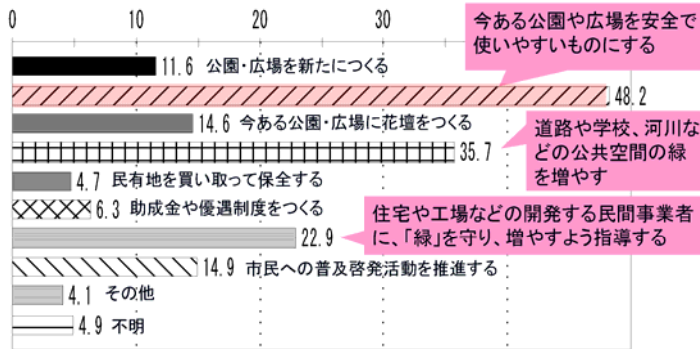 0 10 20 30
今ある公園や広場を安全で
使いやすいものにする
11.6 公園・広場を新たにつくる
48.2
14.6 今ある公園・広場に花壇をつくる
道路や学校、河川な
どの公共空間の緑
を増やす
35.7
4.7 民有地を買い取って保全する
6.3 助成金や優遇制度をつくる
住宅や工場などの開発する民間事業者
に、「緑」を守り、増やすよう指導する
22.9
14.9 市民への普及啓発活動を推進する
4.1 その他
4.9 不明